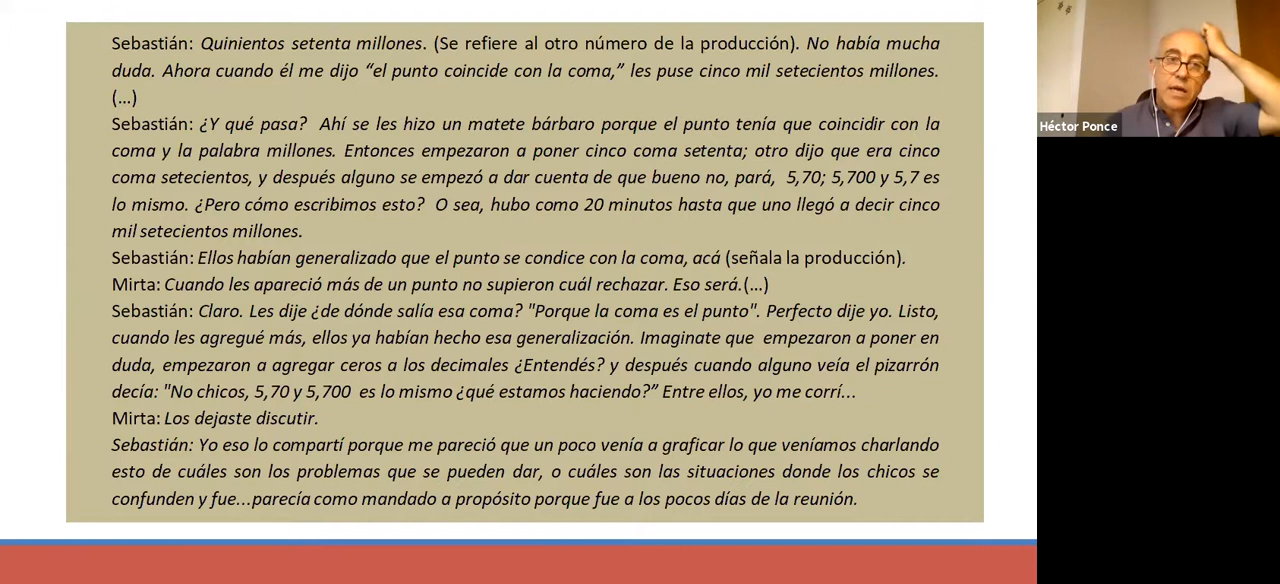 Sebastián: Quinientos setenta millones. (Se refiere al otro número de la producción). No había mucha
duda. Ahora cuando él me dijo “el punto coincide con la coma,” les puse cinco mil setecientos millones.
(…)
Sebastián: ¿Y qué pasa? Ahí se les hizo un matete bárbaro porque el punto tenía que coincidir con la
coma y la palabra millones. Entonces empezaron a poner cinco coma setenta; otro dijo que era cinco
coma setecientos, y después alguno se empezó a dar cuenta de que bueno no, pará, 5,70; 5,700 y 5,7 es
lo mismo. ¿Pero cómo escribimos esto? O sea, hubo como 20 minutos hasta que uno llegó a decir cinco
mil setecientos millones.
Sebastián: Ellos habían generalizado que el punto se condice con la coma, acá (señala la producción).
Mirta: Cuando les apareció más de un punto no supieron cuál rechazar. Eso será.(…)
Sebastián: Claro. Les dije ¿de dónde salía esa coma? "Porque la coma es el punto". Perfecto dije yo. Listo,
cuando les agregué más, ellos ya habían hecho esa generalización. Imaginate que empezaron a poner en
duda, empezaron a agregar ceros a los decimales ¿Entendés? y después cuando alguno veía el pizarrón
decía: "No chicos, 5,70 y 5,700 es lo mismo ¿qué estamos haciendo?” Entre ellos, yo me corrí...
Mirta: Los dejaste discutir.
Sebastián: Yo eso lo compartí porque me pareció que un poco venía a graficar lo que veníamos charlando
esto de cuáles son los problemas que se pueden dar, o cuáles son las situaciones donde los chicos se
confunden y fue...parecía como mandado a propósito porque fue a los pocos días de la reunión.
Héctor Ponce